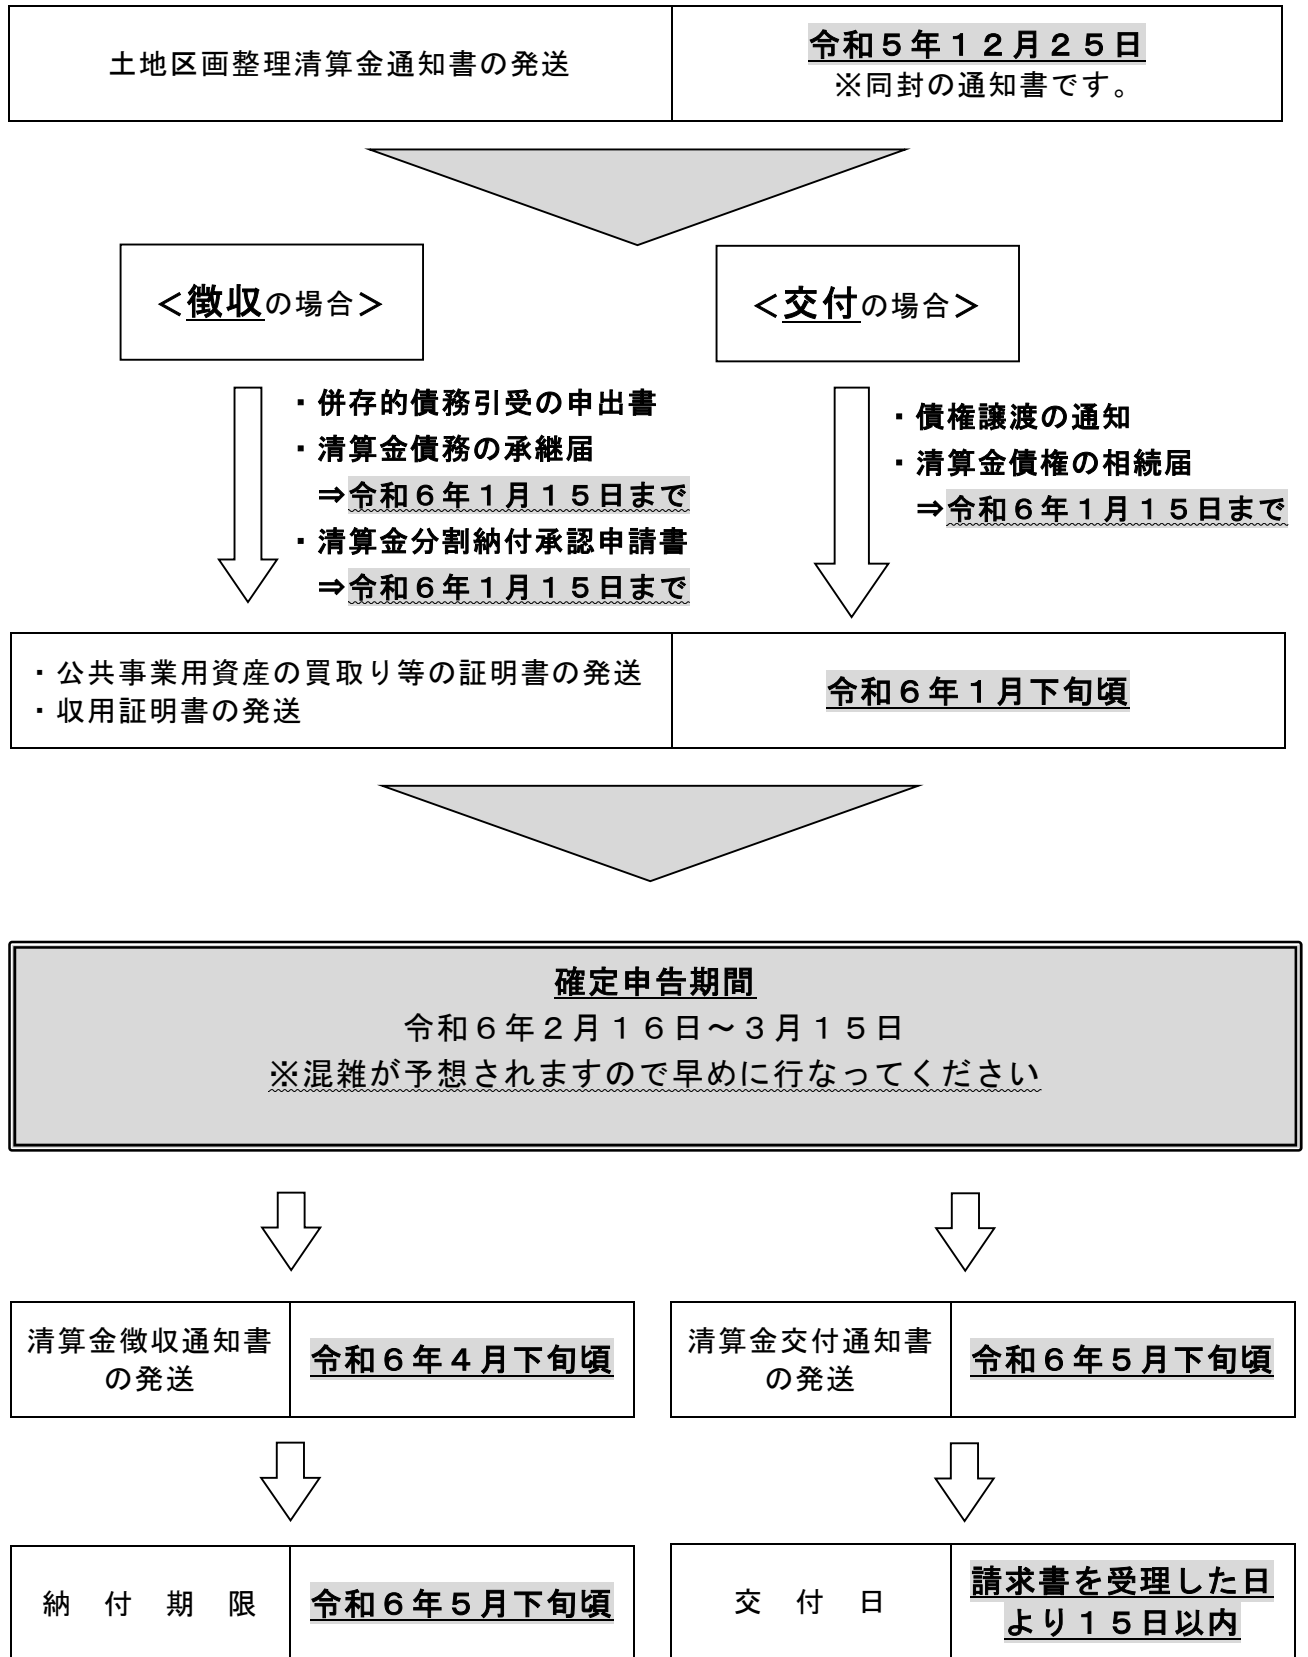 土地区画整理清算金通知書の発送
令和５年１２月２５日
※同封の通知書です。
＜徴収の場合＞
・併存的債務引受の申出書
・清算金債務の承継届
⇒令和６年１月１５日まで
・清算金分割納付承認申請書
⇒令和６年１月１５日まで
＜交付の場合＞
・債権譲渡の通知
・清算金債権の相続届
⇒令和６年１月１５日まで
・公共事業用資産の買取り等の証明書の発送
・収用証明書の発送
令和６年１月下旬頃
確定申告期間
令和６年２月１６日～３月１５日
※混雑が予想されますので早めに行なってください
清算金徴収通知書
の発送
令和６年４月下旬頃
清算金交付通知書
の発送
令和６年５月下旬頃
納　付　期　限
令和６年５月下旬頃
交　付　日
請求書を受理した日
より１５日以内